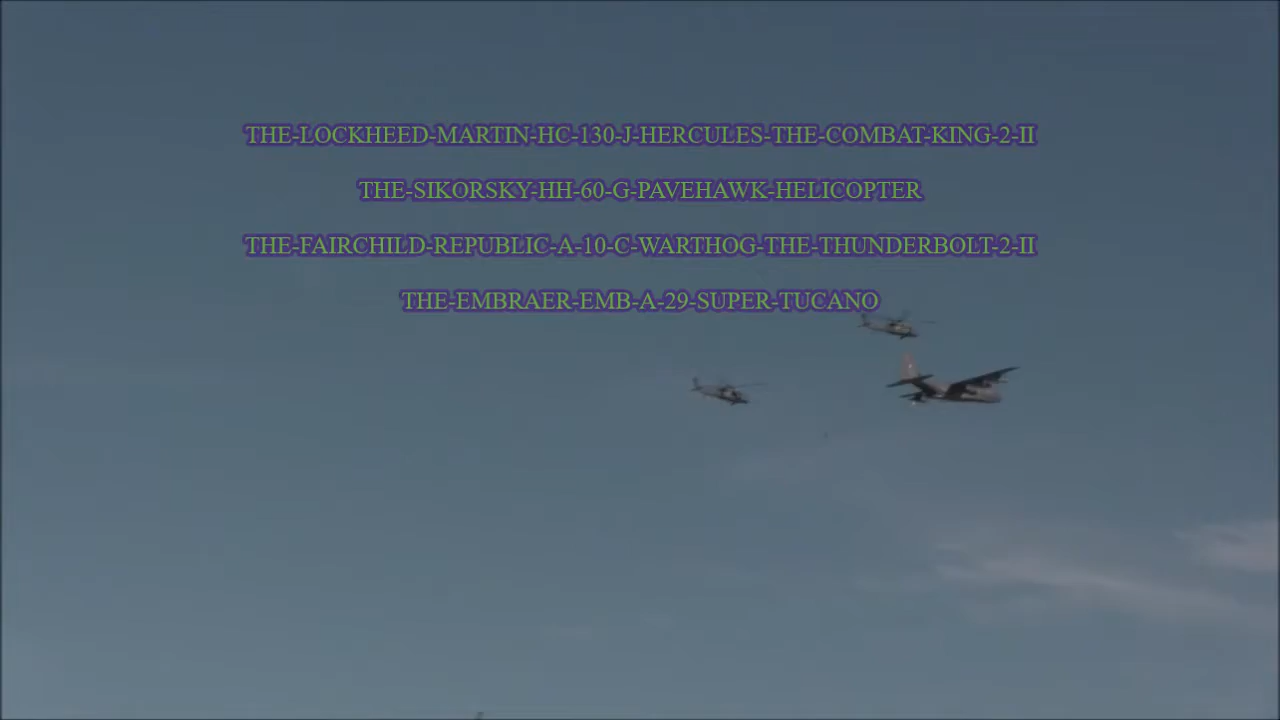 THE-LOCKHEED-MARTIN-HC-130-J-HERCULES-THE-COMBAT-KING-2-II
THE-SIKORSKY-HH-60-G-PAVEHAWK-HELICOPTER
THE-FAIRCHILD-REPUBLIC-A-10-C-WARTHOG-THE-THUNDERBOLT-2-II
THE-EMBRAER-EMB-A-29-SUPER-TUCANO